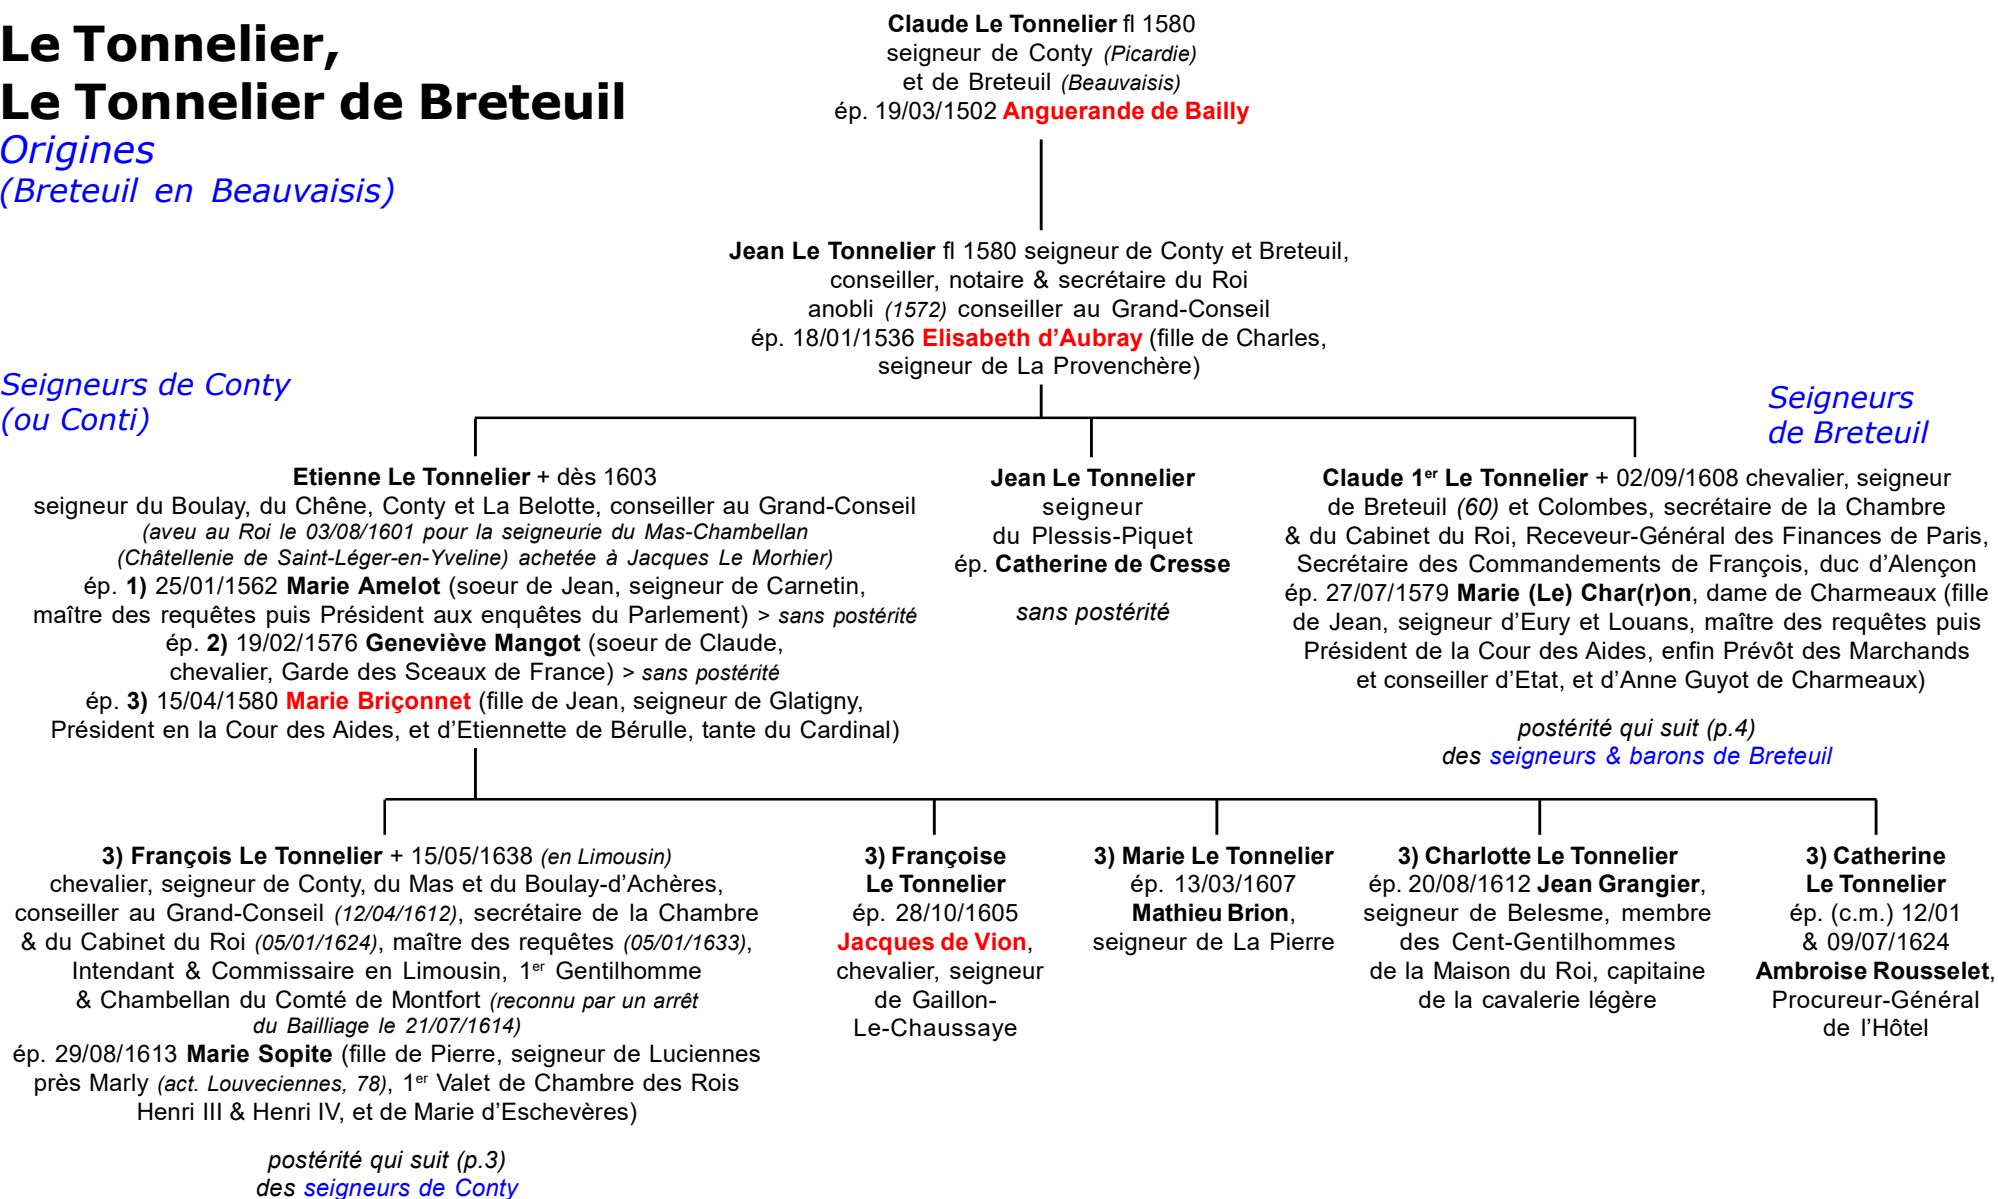 Le Tonnelier,
Le Tonnelier de Breteuil
Origines
(Breteuil en Beauvaisis)
Claude Le Tonnelier fl 1580
seigneur de Conty (Picardie)
et de Breteuil (Beauvaisis)
ép. 19/03/1502 Anguerande de Bailly
Jean Le Tonnelier fl 1580 seigneur de Conty et Breteuil,
conseiller, notaire & secrétaire du Roi
anobli (1572) conseiller au Grand-Conseil
ép. 18/01/1536 Elisabeth d’Aubray (fille de Charles,
seigneur de La Provenchère)
Seigneurs de Conty
(ou Conti)
Seigneurs
de Breteuil
Etienne Le Tonnelier + dès 1603
seigneur du Boulay, du Chêne, Conty et La Belotte, conseiller au Grand-Conseil
(aveu au Roi le 03/08/1601 pour la seigneurie du Mas-Chambellan
(Châtellenie de Saint-Léger-en-Yveline) achetée à Jacques Le Morhier)
ép. 1) 25/01/1562 Marie Amelot (soeur de Jean, seigneur de Carnetin,
maître des requêtes puis Président aux enquêtes du Parlement) > sans postérité
ép. 2) 19/02/1576 Geneviève Mangot (soeur de Claude,
chevalier, Garde des Sceaux de France) > sans postérité
ép. 3) 15/04/1580 Marie Briçonnet (fille de Jean, seigneur de Glatigny,
Président en la Cour des Aides, et d’Etiennette de Bérulle, tante du Cardinal)
Jean Le Tonnelier
seigneur
du Plessis-Piquet
ép. Catherine de Cresse
sans postérité
Claude 1er Le Tonnelier + 02/09/1608 chevalier, seigneur
de Breteuil (60) et Colombes, secrétaire de la Chambre
& du Cabinet du Roi, Receveur-Général des Finances de Paris,
Secrétaire des Commandements de François, duc d’Alençon
ép. 27/07/1579 Marie (Le) Char(r)on, dame de Charmeaux (fille
de Jean, seigneur d’Eury et Louans, maître des requêtes puis
Président de la Cour des Aides, enfin Prévôt des Marchands
et conseiller d’Etat, et d’Anne Guyot de Charmeaux)
postérité qui suit (p.4)
des seigneurs & barons de Breteuil
3) François Le Tonnelier + 15/05/1638 (en Limousin)
chevalier, seigneur de Conty, du Mas et du Boulay-d’Achères,
conseiller au Grand-Conseil (12/04/1612), secrétaire de la Chambre
& du Cabinet du Roi (05/01/1624), maître des requêtes (05/01/1633),
Intendant & Commissaire en Limousin, 1er Gentilhomme
& Chambellan du Comté de Montfort (reconnu par un arrêt
du Bailliage le 21/07/1614)
ép. 29/08/1613 Marie Sopite (fille de Pierre, seigneur de Luciennes
près Marly (act. Louveciennes, 78), 1er Valet de Chambre des Rois
Henri III & Henri IV, et de Marie d’Eschevères)
postérité qui suit (p.3)
des seigneurs de Conty
3) Françoise
Le Tonnelier
ép. 28/10/1605
Jacques de Vion,
chevalier, seigneur
de Gaillon-
Le-Chaussaye
3) Marie Le Tonnelier
ép. 13/03/1607
Mathieu Brion,
seigneur de La Pierre
3) Charlotte Le Tonnelier
ép. 20/08/1612 Jean Grangier,
seigneur de Belesme, membre
des Cent-Gentilhommes
de la Maison du Roi, capitaine
de la cavalerie légère
3) Catherine
Le Tonnelier
ép. (c.m.) 12/01
& 09/07/1624
Ambroise Rousselet,
Procureur-Général
de l’Hôtel